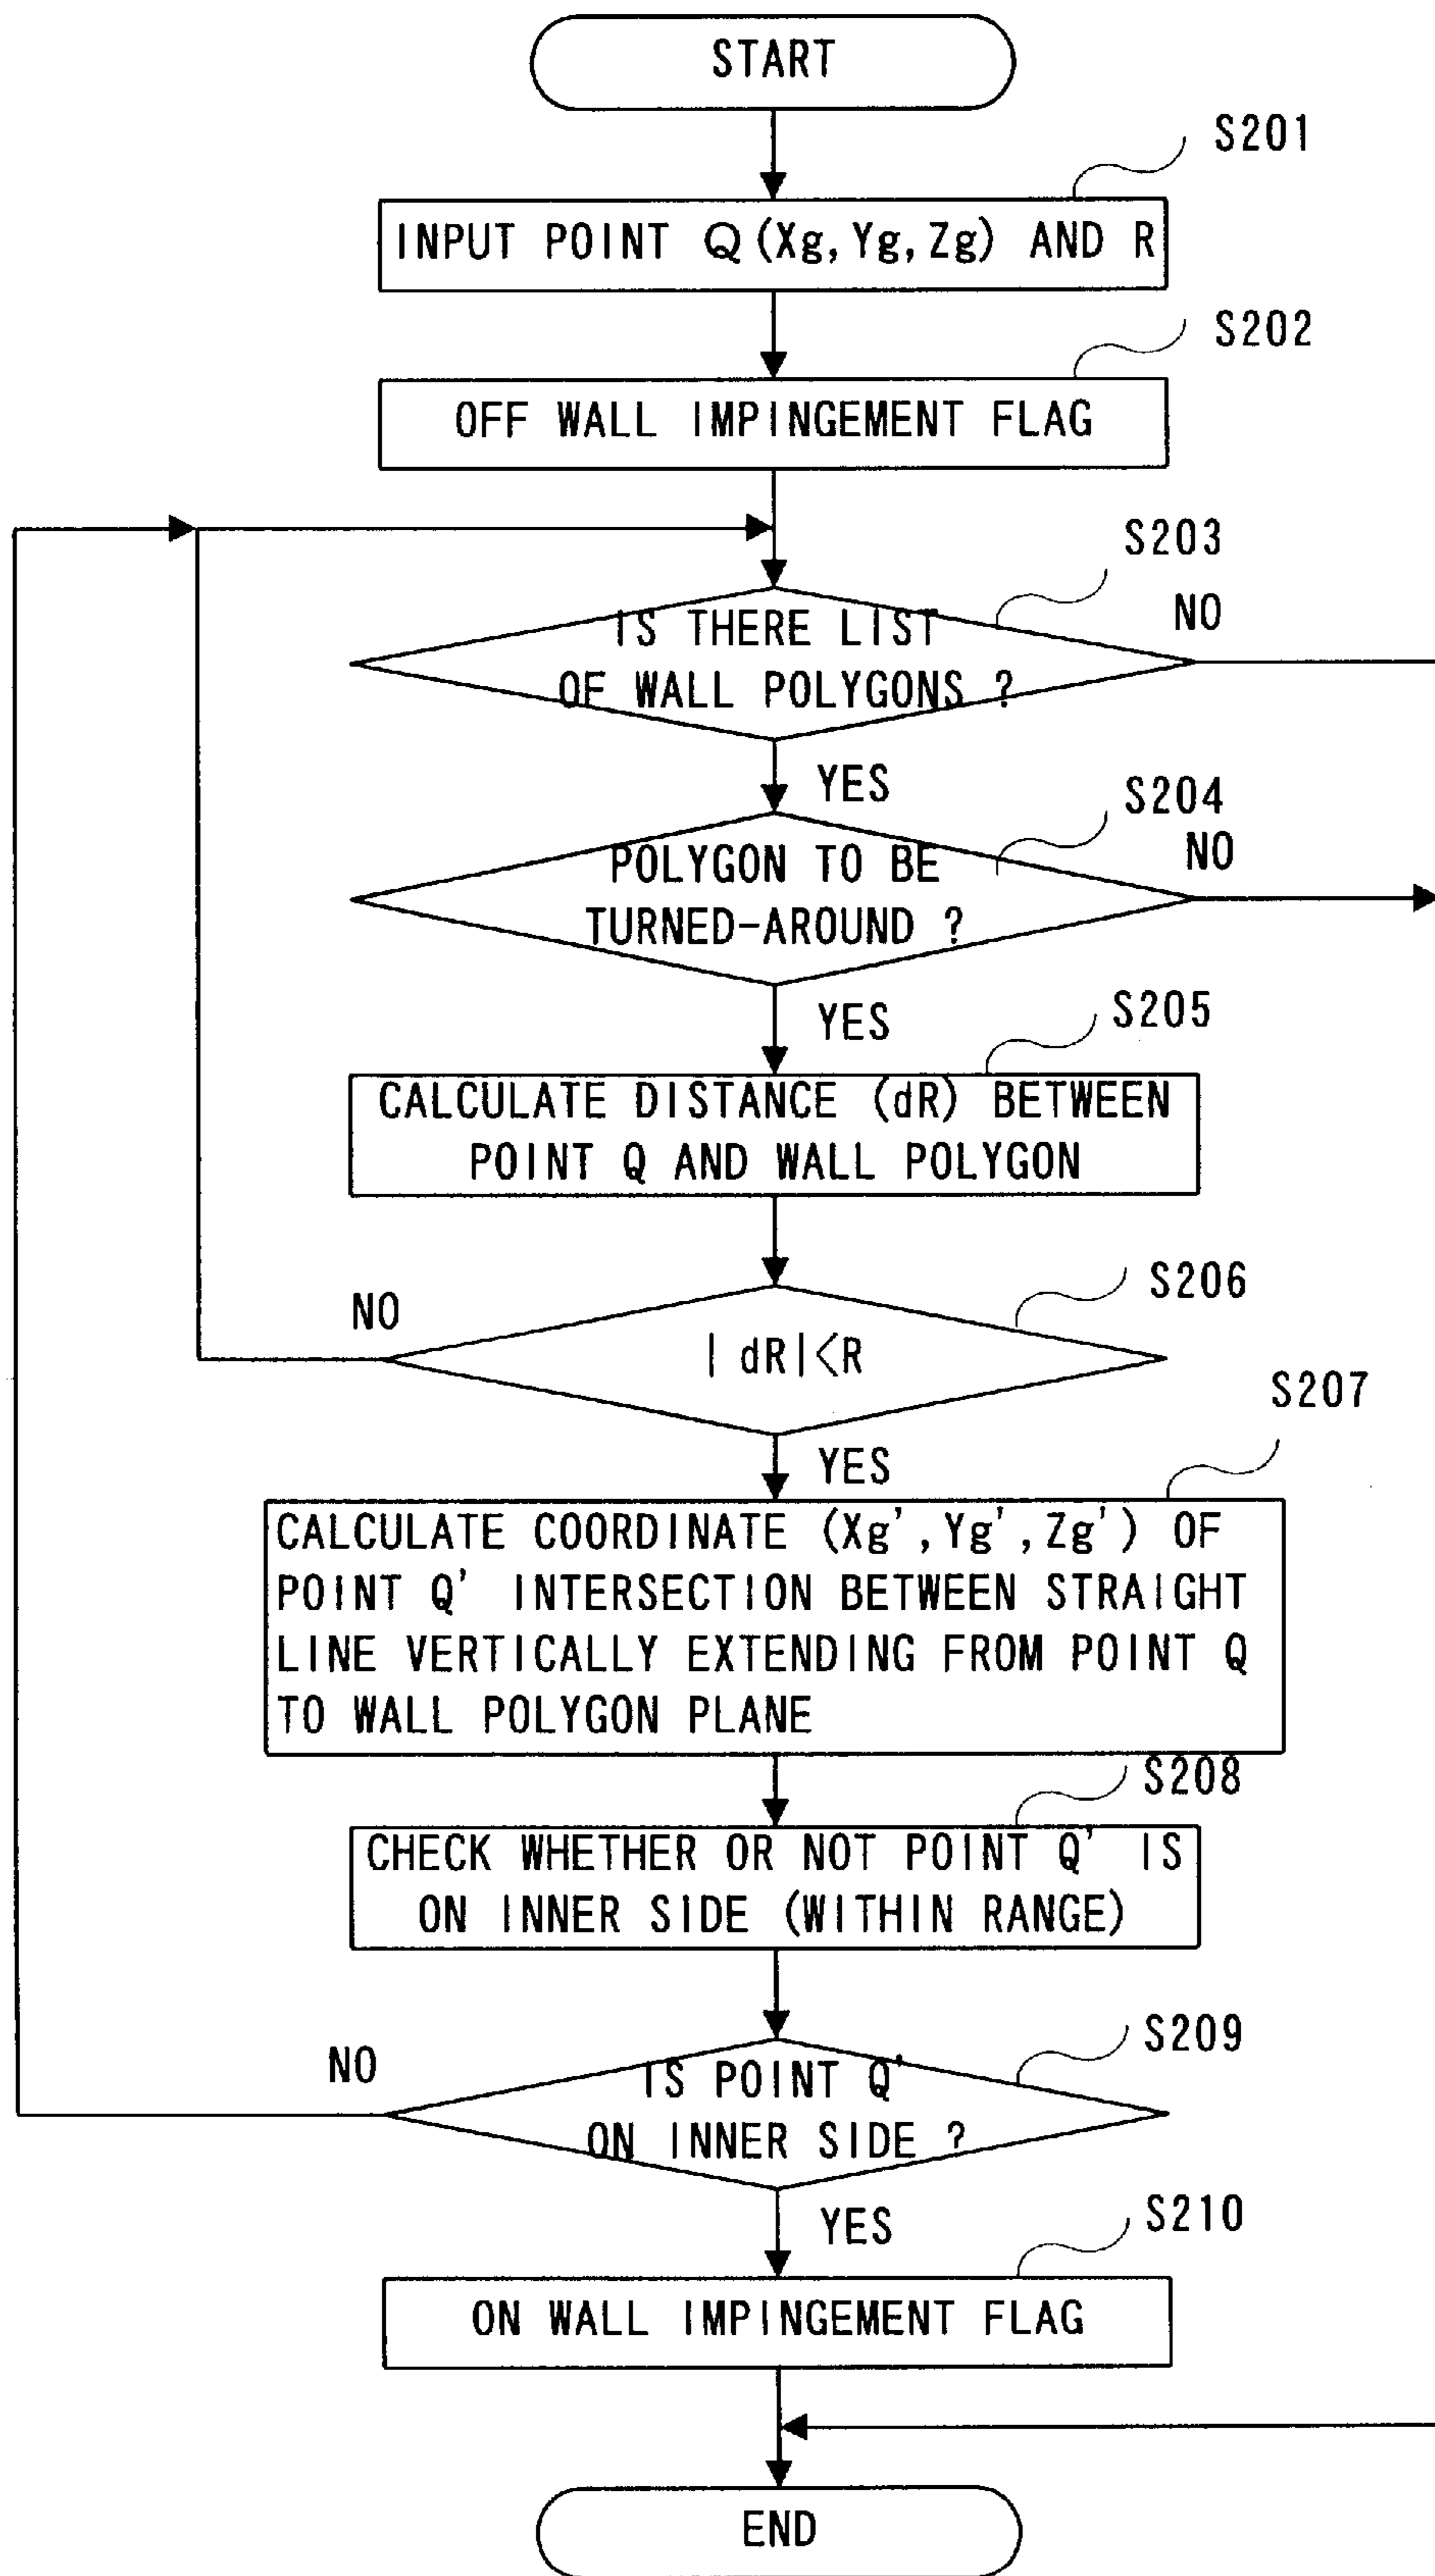 START
S201
INPUT POINT Q(Xg,Yg,Zg) AND R
S202
OFF WALL IMPINGEMENT FLAG
S203
IS THERE LIST
OF WALL POLYGONS ?
NO
YES
S204
POLYGON TO BE
TURNED-AROUND ?
NO
YES
S205
CALCULATE DISTANCE (dR) BETWEEN
POINT Q AND WALL POLYGON
S206
|dR|<R
NO
YES
S207
CALCULATE COORDINATE (Xg',Yg',Zg') OF
POINT Q' INTERSECTION BETWEEN STRAIGHT
LINE VERTICALLY EXTENDING FROM POINT Q
TO WALL POLYGON PLANE
S208
CHECK WHETHER OR NOT POINT Q' IS
ON INNER SIDE (WITHIN RANGE)
S209
IS POINT Q'
ON INNER SIDE ?
NO
YES
S210
ON WALL IMPINGEMENT FLAG
END